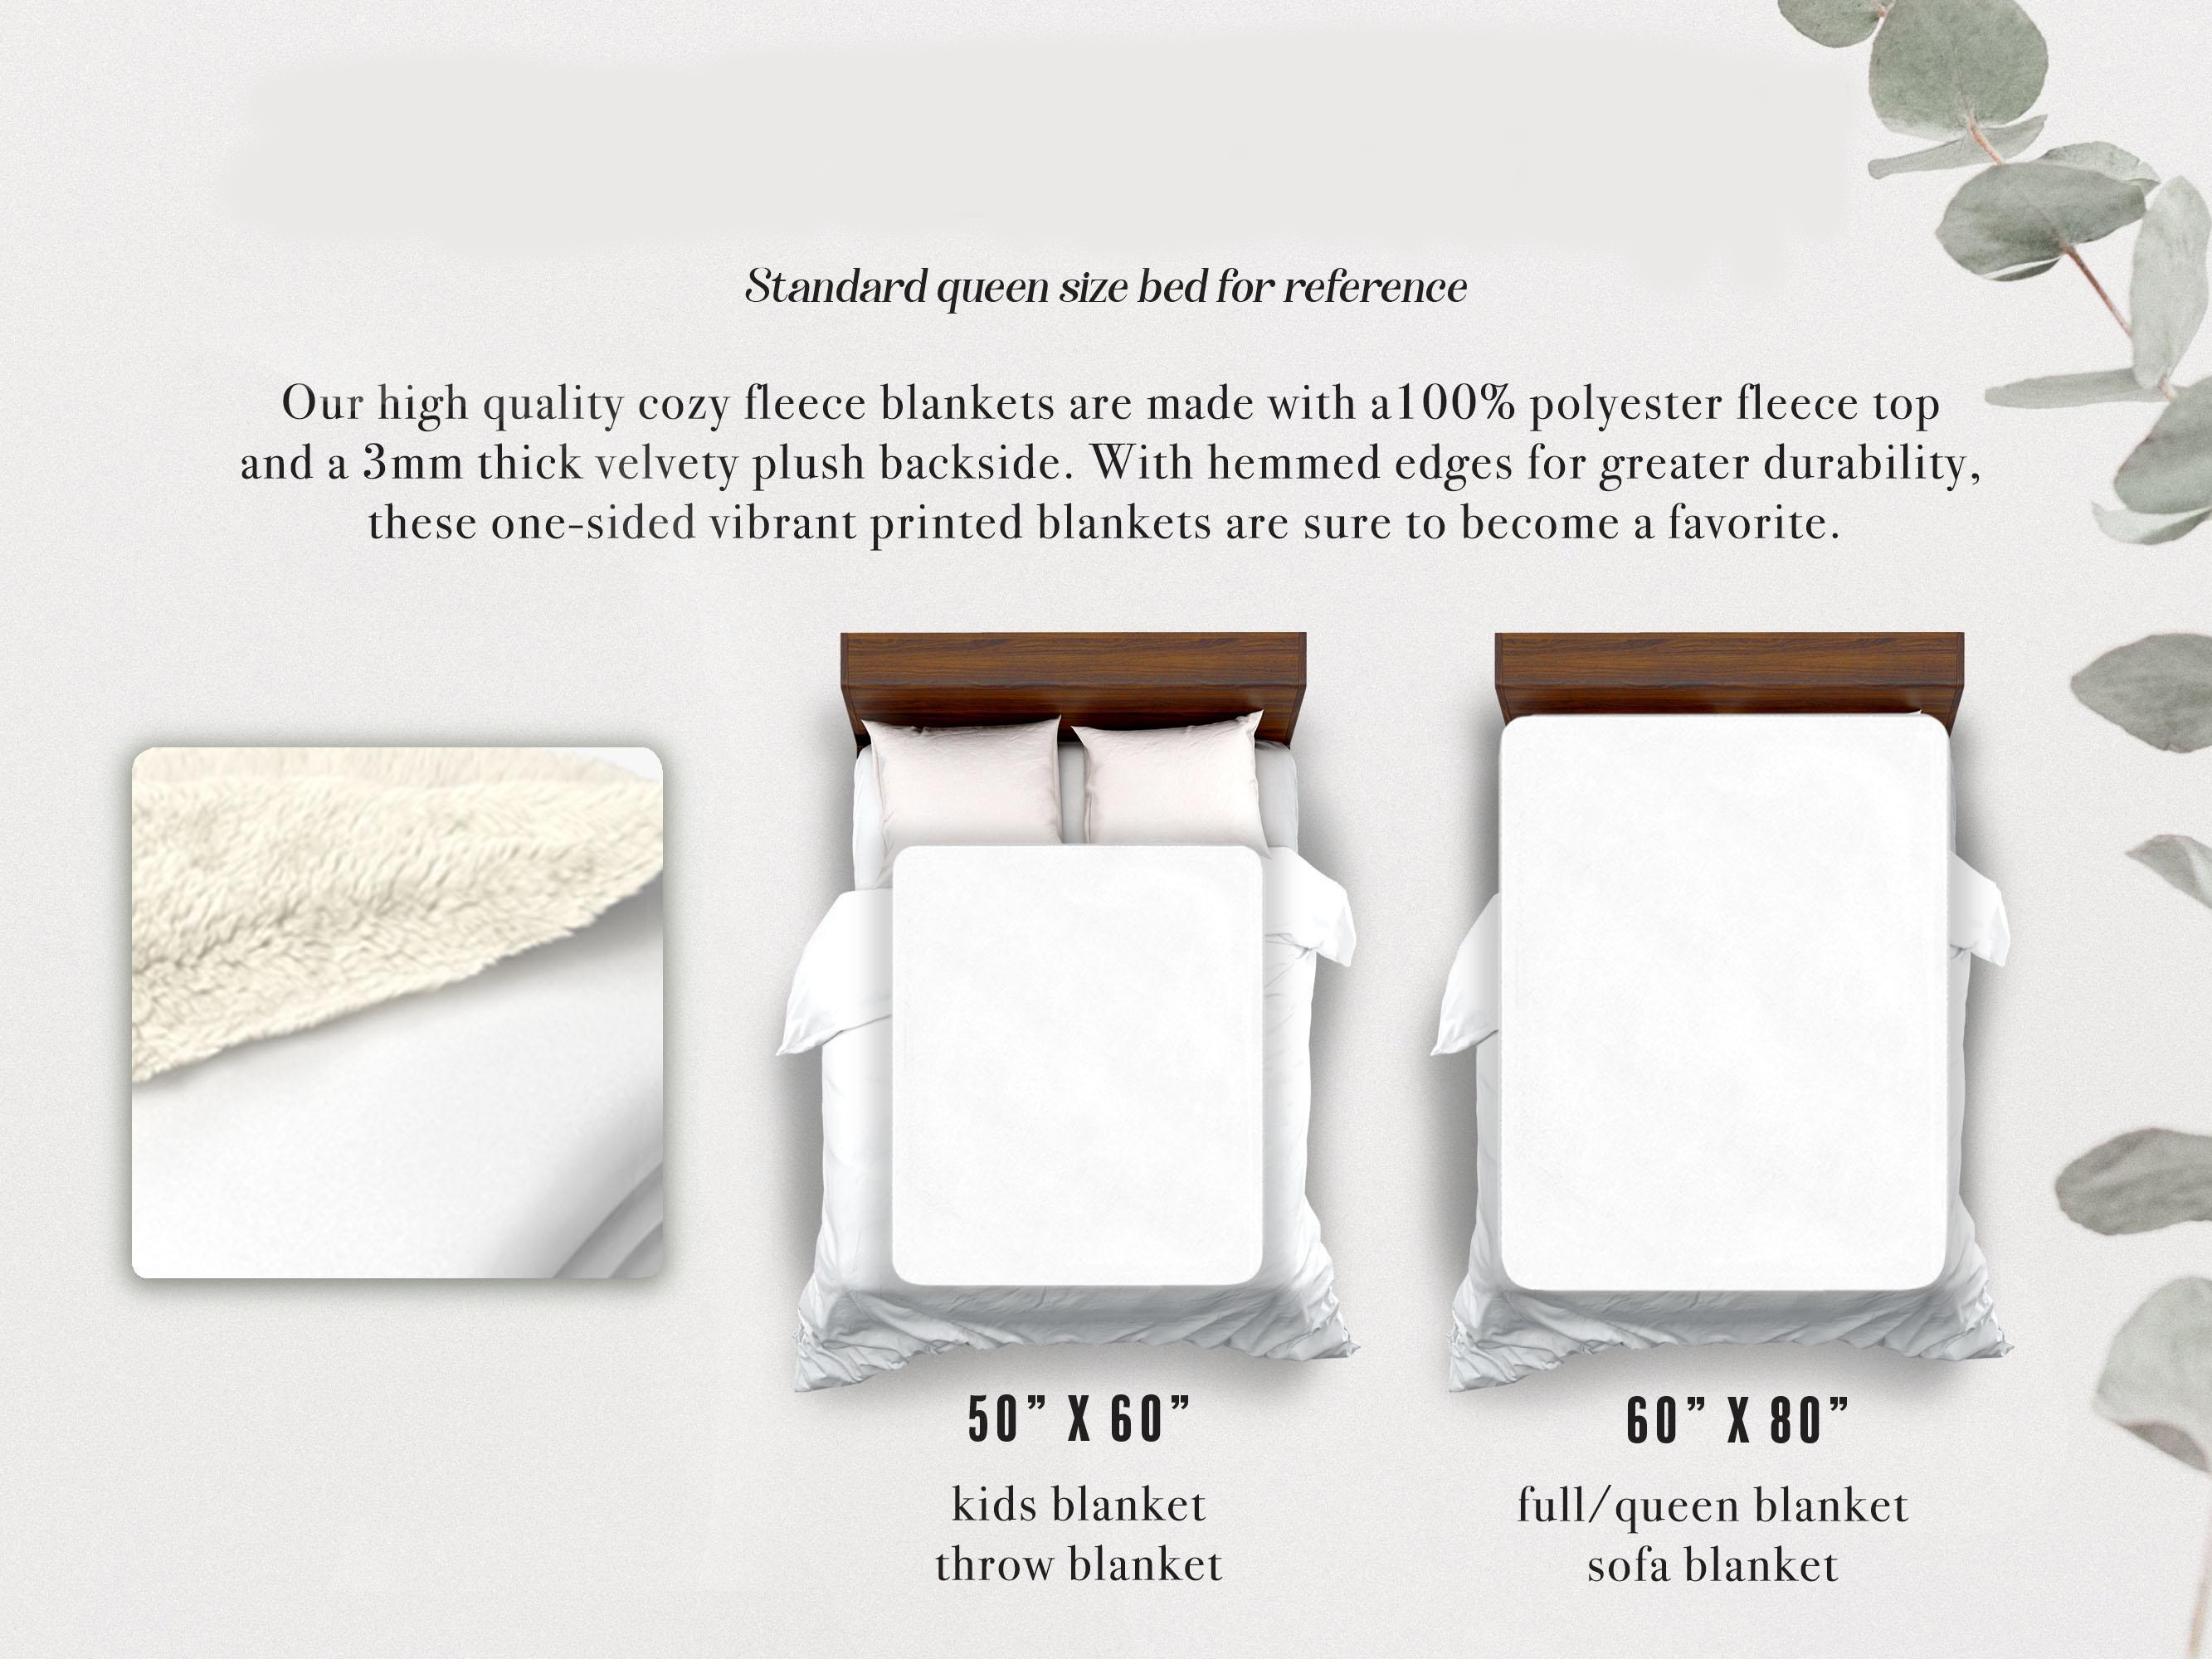 Standard queen size bed for reference
Our high quality cozy fleece blankets are made with a100% polyester fleece top
and a 3mm thick velvety plush backside. With hemmed edges for greater durability,
these one-sided vibrant printed blankets are sure to become a favorite.
50” X 60”
kids blanket
throw blanket
60” X 80”
full/queen blanket
sofa blanket